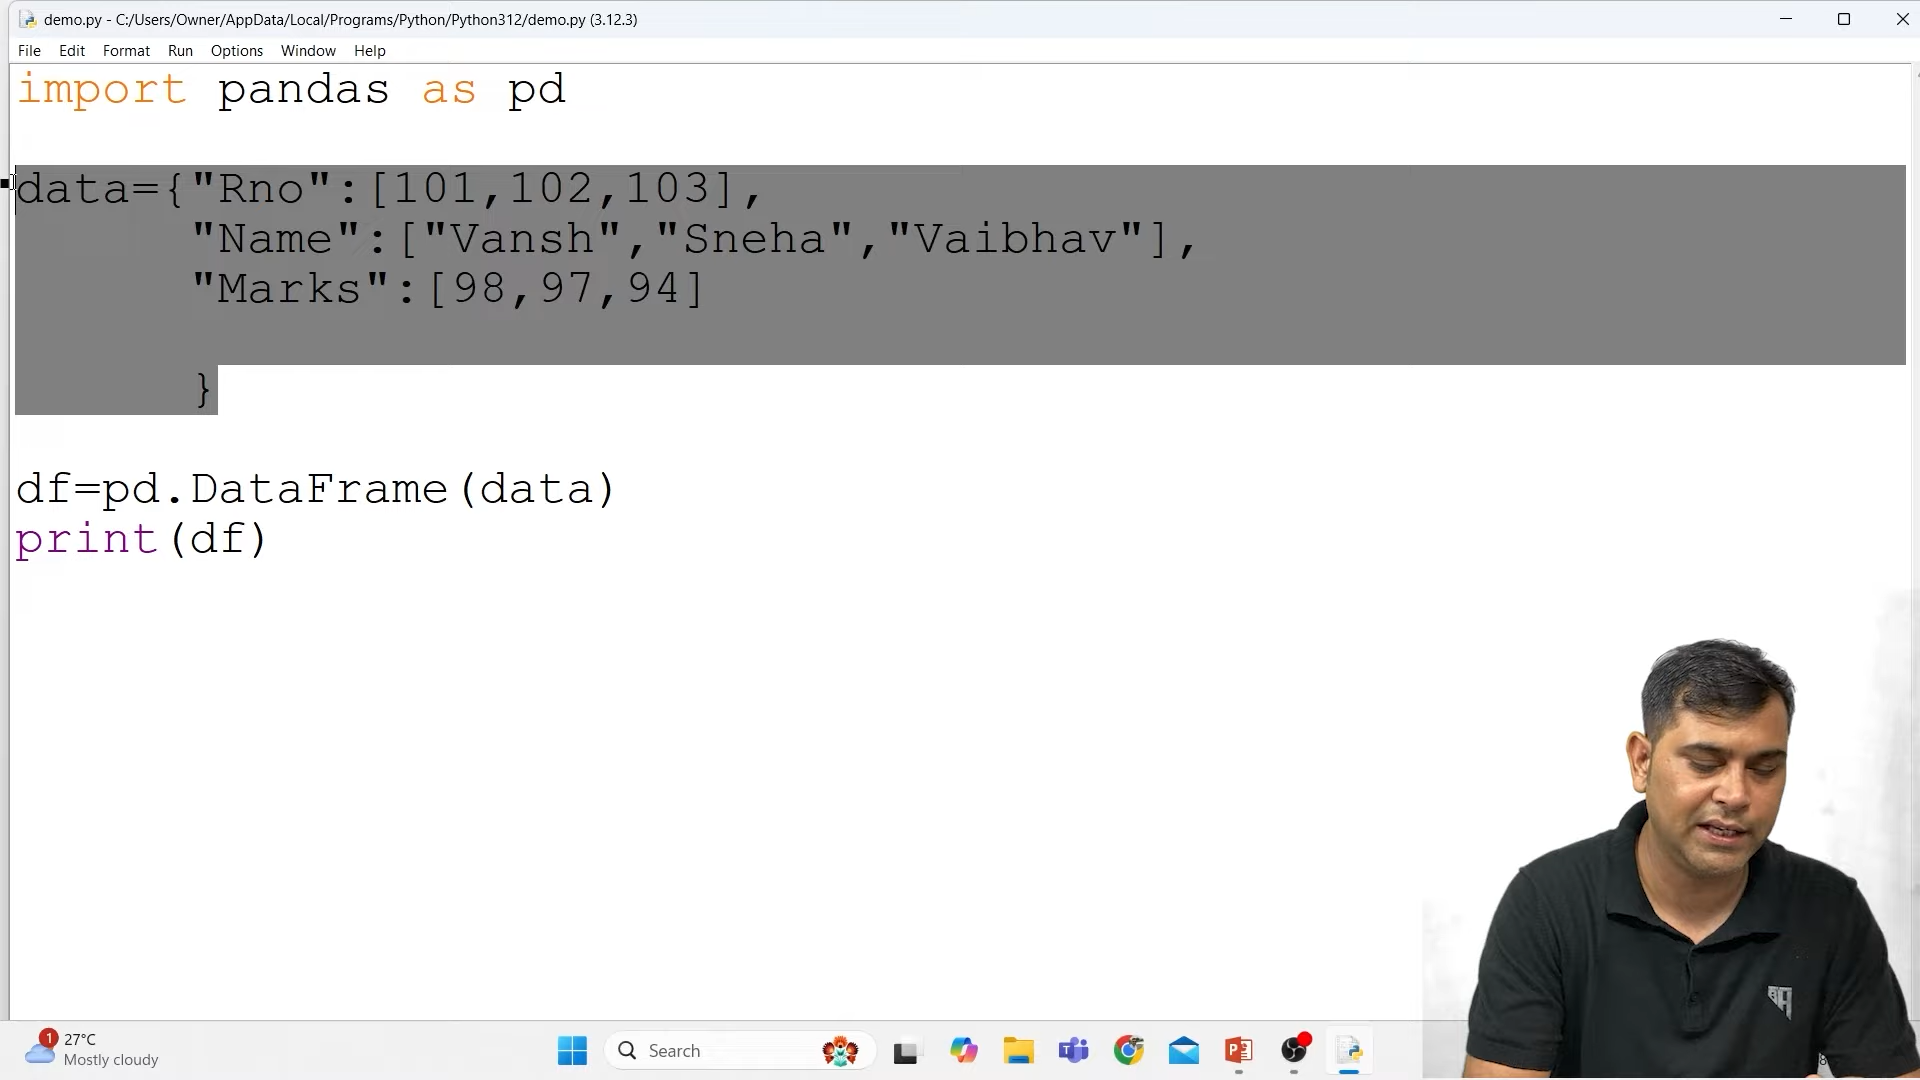 demo.py - C:/Users/Owner/AppData/Local/Programs/Python/Python312/demo.py (3.12.3)
File Edit Format Run Options Window Help
import pandas as pd
data={"Rno":[101,102,103],
"Name":["Vansh","Sneha","Vaibhav"],
"Marks":[98,97,94]
}
df=pd.DataFrame(data)
print(df)
1
27°C
Mostly cloudy
Search